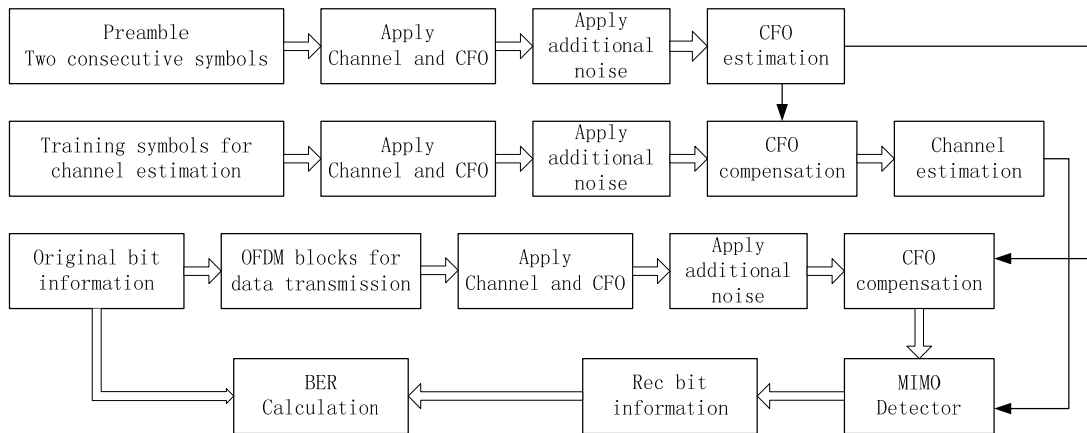 Preamble
Two consecutive symbols
Apply
Channel and CFO
Apply
additional
noise
CFO
estimation
Training symbols for
channel estimation
Apply
Channel and CFO
Apply
additional
noise
CFO
compensation
Channel
estimation
Original bit
information
OFDM blocks for
data transmission
Apply
Channel and CFO
Apply
additional
noise
CFO
compensation
BER
Calculation
Rec bit
information
MIMO
Detector